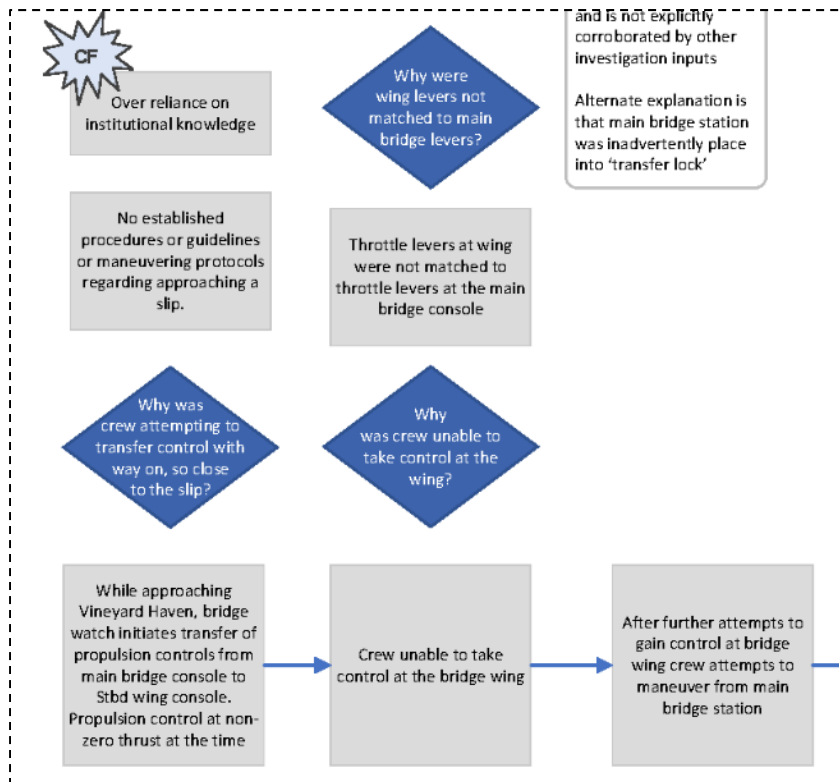 CF
Over reliance on
institutional knowledge
Why were
wing levers not
matched to main
bridge levers?
and is not explicitly
corroborated by other
investigation inputs
Alternate explanation is
that main bridge station
was inadvertently place
into ‘transfer lock’
No established
procedures or guidelines
or maneuvering protocols
regarding approaching a
slip.
Throttle levers at wing
were not matched to
throttle levers at the main
bridge console
Why was
crew attempting to
transfer control with
way on, so close
to the slip?
Why
was crew unable to
take control at the
wing?
While approaching
Vineyard Haven, bridge
watch initiates transfer of
propulsion controls from
main bridge console to
Stbd wing console.
Propulsion control at non-
zero thrust at the time
Crew unable to take
control at the bridge wing
After further attempts to
gain control at bridge
wing crew attempts to
maneuver from main
bridge station